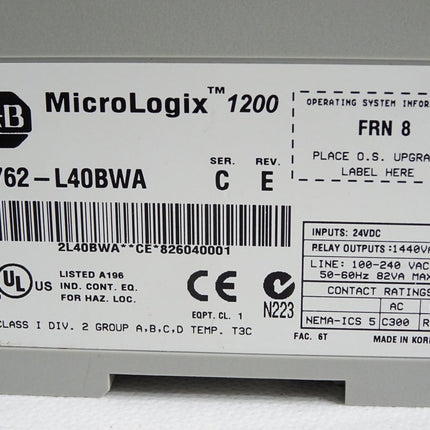 MicroLogix™ 1200
OPERATING SYSTEM INFOR
FRN 8
PLACE O.S. UPGRA
LABEL HERE
SER. REV.
762-L40BWA C E
2L40BWA**CE*826040001
INPUTS: 24VDC
RELAY OUTPUTS :1440VA
LINE: 100-240 VAC
50-60Hz 82VA MAX
CONTACT RATINGS
AC
NEMA-ICS 5 C300 R
UL US
LISTED A196
IND. CONT. EQ.
FOR HAZ. LOC.
CE
EQPT. CL. 1
N223
CLASS I DIV. 2 GROUP A,B,C,D TEMP. T3C
FAC. 6T
MADE IN KOR